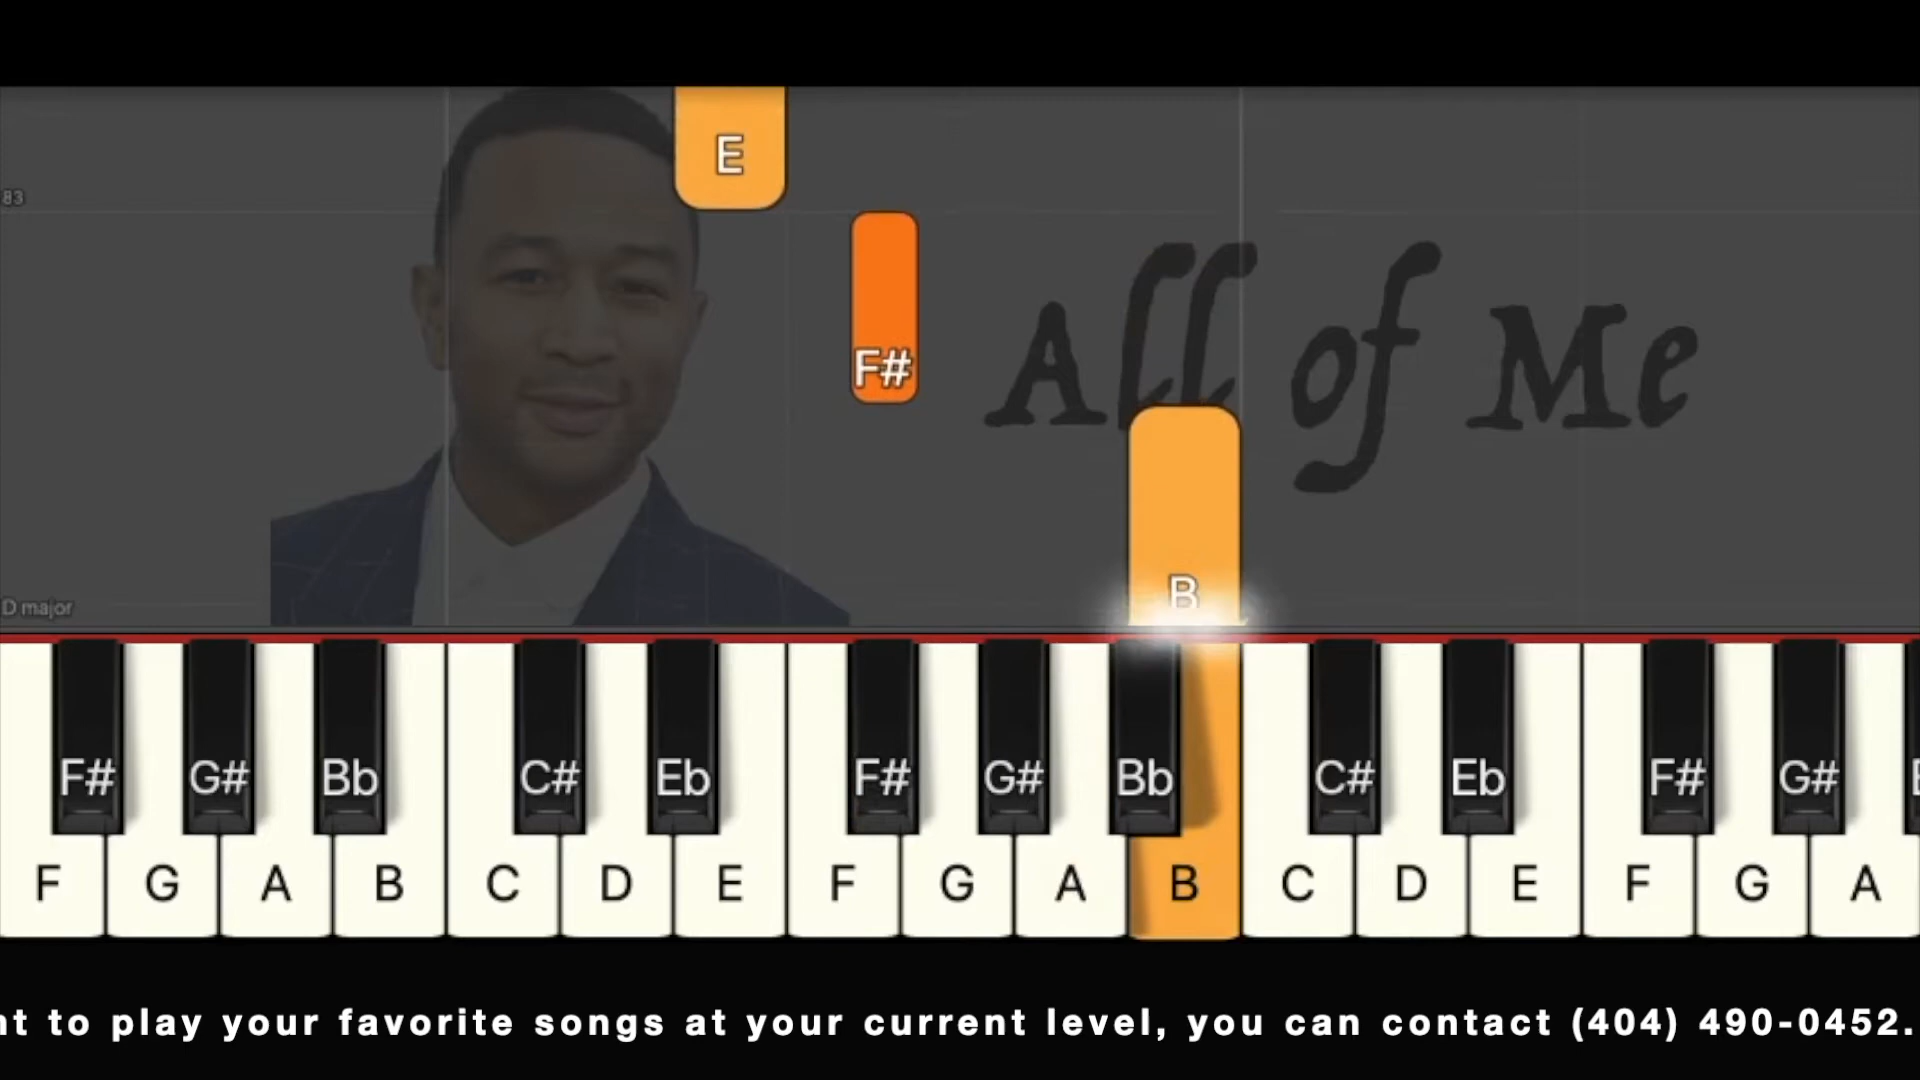 E
83
F#
All of Me
B
D major
F# G# Bb C# Eb F# G# Bb C# Eb F# G#
F G A B C D E F G A B C D E F G A
to play your favorite songs at your current level, you can contact (404) 490-0452.